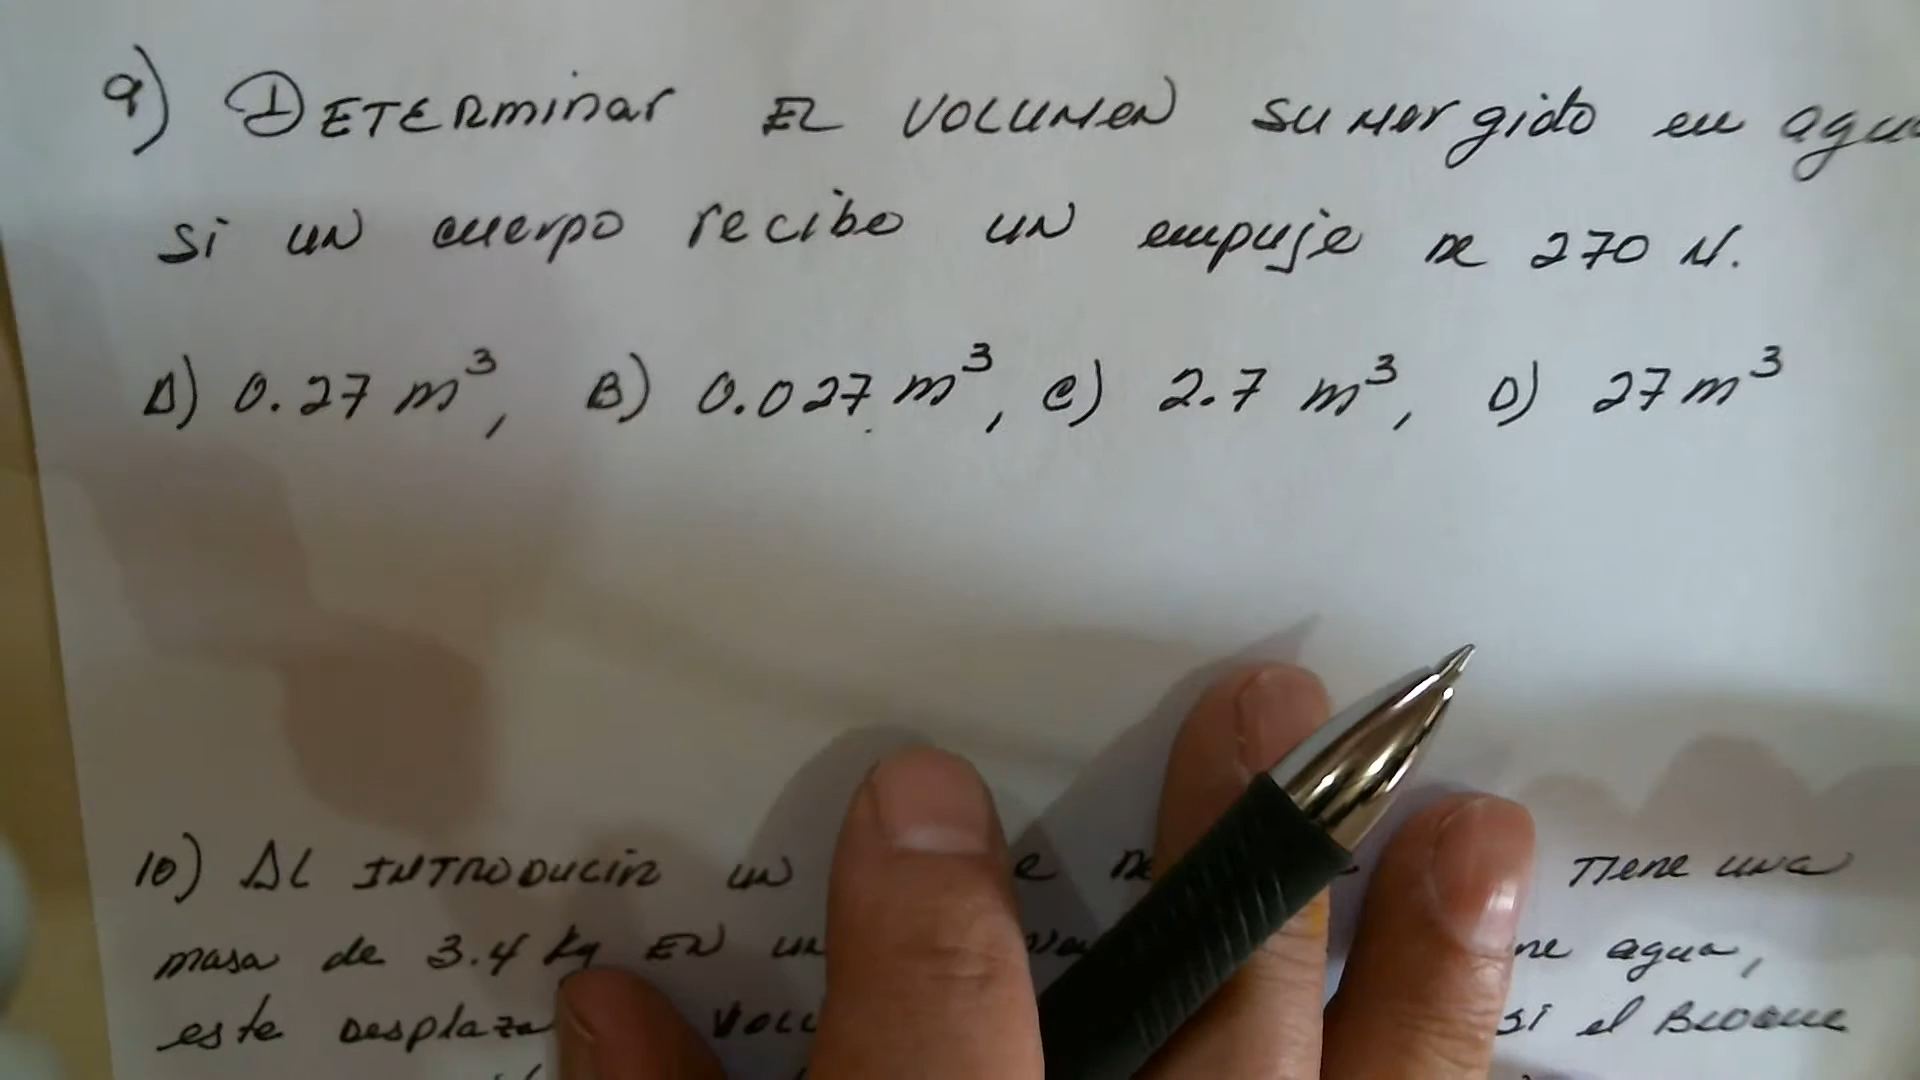 9) DETERMINAR EL VOLUMEN SUMERGIDO EN agua
si un cuerpo recibe un empuje de 270 N.
A) 0.27 m³, B) 0.027 m³, C) 2.7 m³, D) 27 m³
10) AL INTRODUCIR un Tiene una
masa de 3.4 kg EN un agua,
este Desplaza si el BLOQUE